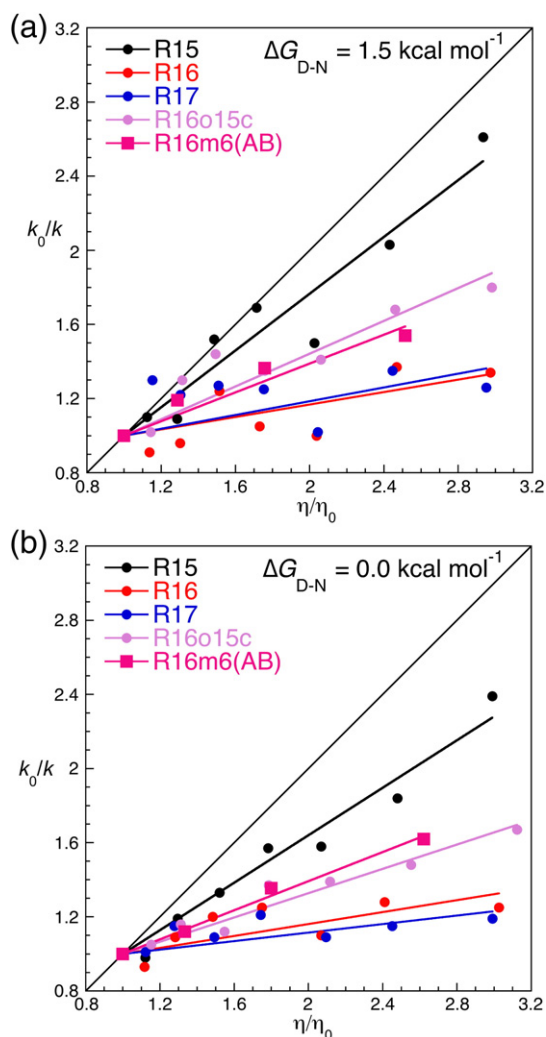 (a)
3.2
ΔG_D-N = 1.5 kcal mol⁻¹
R15
R16
2.8
R17
R16o15c
R16m6(AB)
2.4
k₀/k
2
1.6
1.2
0.8
0.8 1.2 1.6 2 2.4 2.8 3.2
η/η₀
(b)
3.2
ΔG_D-N = 0.0 kcal mol⁻¹
R15
R16
2.8
R17
R16o15c
R16m6(AB)
2.4
k₀/k
2
1.6
1.2
0.8
0.8 1.2 1.6 2 2.4 2.8 3.2
η/η₀